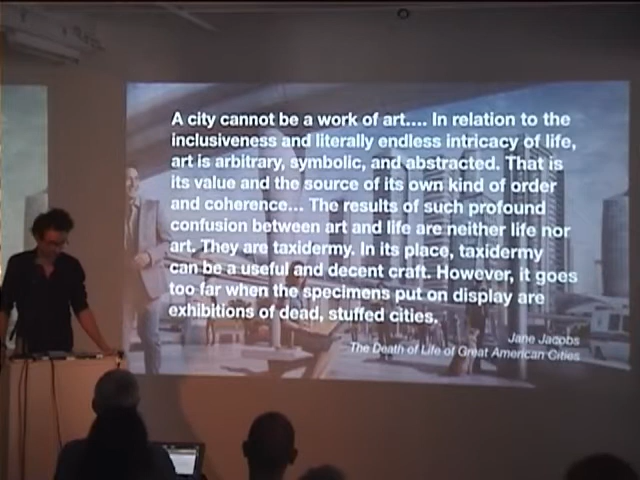 A city cannot be a work of art.... In relation to the
inclusiveness and literally endless intricacy of life,
art is arbitrary, symbolic, and abstracted. That is
its value and the source of its own kind of order
and coherence... The results of such profound
confusion between art and life are neither life nor
art. They are taxidermy. In its place, taxidermy
can be a useful and decent craft. However, it goes
too far when the specimens put on display are
exhibitions of dead, stuffed cities.
Jane Jacobs
The Death of Life of Great American Cities